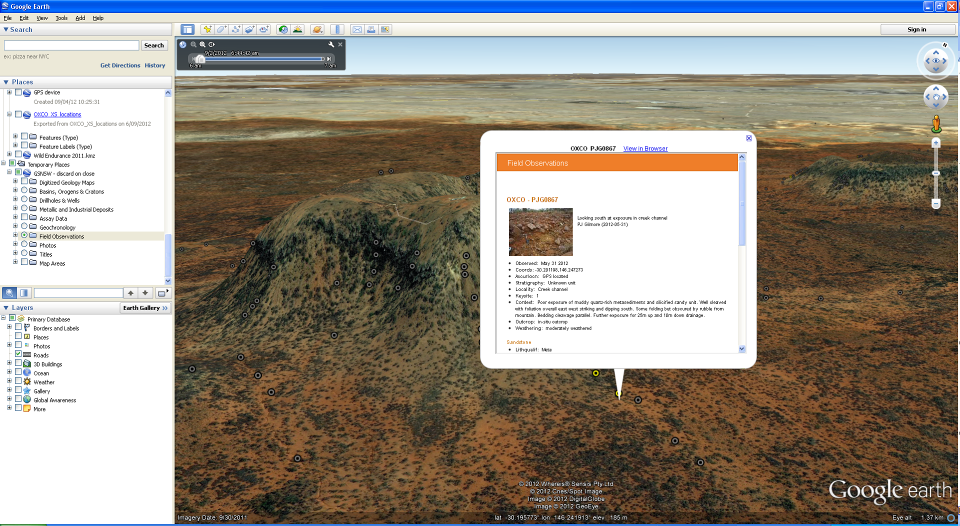 Google Earth
File Edit View Tools Add Help
Search
Search
ex: pizza near NYC
Get Directions History
Places
GPS device
Created 09/04/12 10:25:31
OXCO_XS_locations
Exported from OXCO_XS_locations on 6/09/2012
Features (Type)
Feature Labels (Type)
Wild Endurance 2011.kmz
Temporary Places
GSNSW - discard on close
Digitized Geology Maps
Basins, Orogens & Cratons
Drillholes & Wells
Metallic and Industrial Deposits
Assay Data
Geochronology
Field Observations
Photos
Titles
Map Areas
Layers
Earth Gallery >>
Primary Database
Borders and Labels
Places
Photos
Roads
3D Buildings
Ocean
Weather
Gallery
Global Awareness
More
Sign in
N
OXCO PJG0867 View in Browser
Field Observations
OXCO - PJG0867
Looking south at exposure in creek channel
PJ Gilmore (2012-05-31)
Observed: May 31 2012
Coords: -30.201198,146.247273
Accuracy: GPS located
Stratigraphy: Unknown unit
Locality: Creek channel
Keysite: 1
Context: Poor exposure of muddy quartz-rich metasediments and silicified sandy unit. Well cleaved
with foliation overall east west striking and dipping south. Some folding but obscured by rubble from
mountain. Bedding cleavage parallel. Further exposure for 25m up and 10m down drainage.
Outcrop: in-situ outcrop
Weathering: moderately weathered
Sandstone
Lithqualif: Meta
© 2012 Whereis® Sensis Pty Ltd
© 2012 Cnes/Spot Image
Image © 2012 DigitalGlobe
Image © 2012 GeoEye
Google earth
Imagery Date: 9/30/2011
lat -30.195773° lon 146.241913° elev 185 m
Eye alt 1.37 km